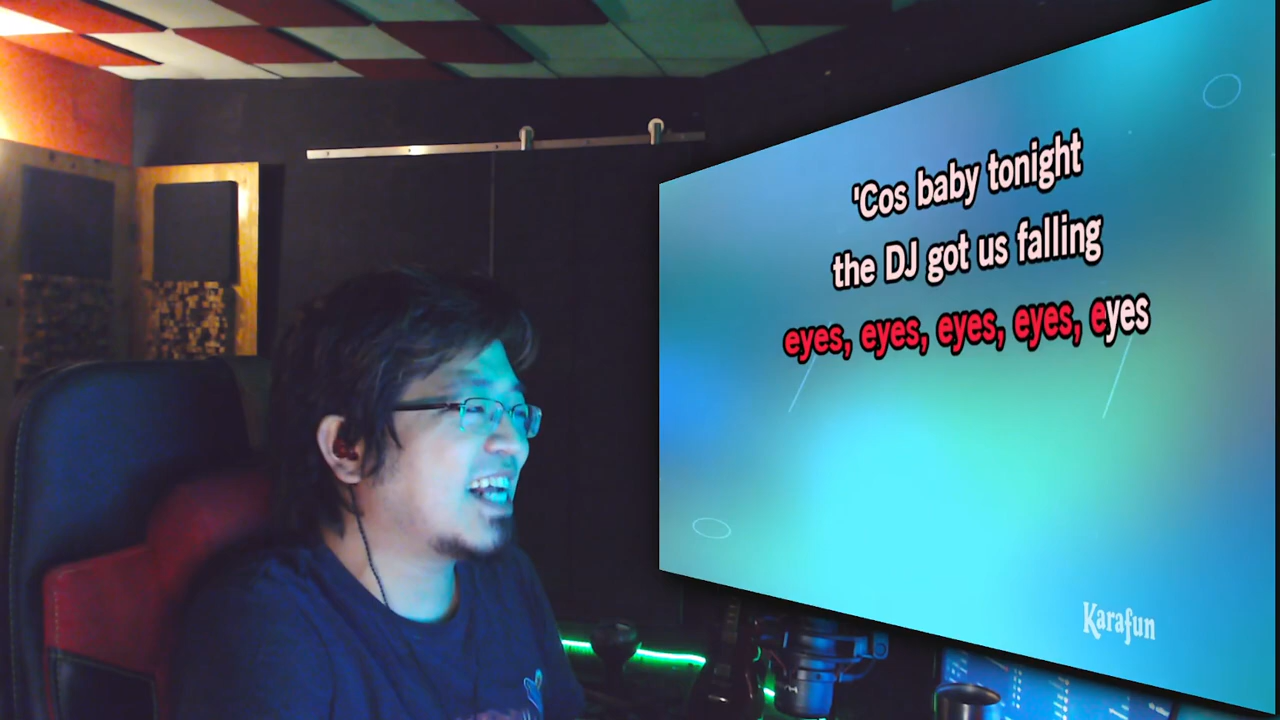 'Cos baby tonight
the DJ got us falling
eyes, eyes, eyes, eyes, eyes
Karafun